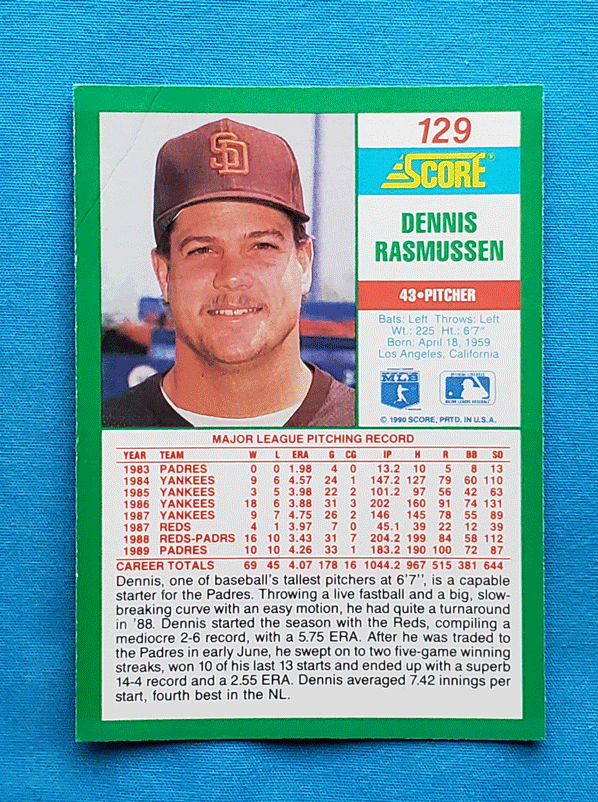 SD
129
SCORE®
DENNIS
RASMUSSEN
43•PITCHER
Bats: Left Throws: Left
Wt.: 225 Ht.: 6'7"
Born: April 18, 1959
Los Angeles, California
MLB
© 1990 SCORE, PRTD. IN U.S.A.
MAJOR LEAGUE PITCHING RECORD
YEAR TEAM W L ERA G CG IP H R BB SO
1983 PADRES 0 0 1.98 4 0 13.2 10 5 8 13
1984 YANKEES 9 6 4.57 24 1 147.2 127 79 60 110
1985 YANKEES 3 5 3.98 22 2 101.2 97 56 42 63
1986 YANKEES 18 6 3.88 31 3 202 160 91 74 131
1987 YANKEES 9 7 4.75 26 2 146 145 78 55 89
1987 REDS 4 1 3.97 7 0 45.1 39 22 12 39
1988 REDS-PADRS 16 10 3.43 31 7 204.2 199 84 58 112
1989 PADRES 10 10 4.26 33 1 183.2 190 100 72 87
CAREER TOTALS 69 45 4.07 178 16 1044.2 967 515 381 644
Dennis, one of baseball's tallest pitchers at 6'7", is a capable
starter for the Padres. Throwing a live fastball and a big, slow-
breaking curve with an easy motion, he had quite a turnaround
in '88. Dennis started the season with the Reds, compiling a
mediocre 2-6 record, with a 5.75 ERA. After he was traded to
the Padres in early June, he swept on to two five-game winning
streaks, won 10 of his last 13 starts and ended up with a superb
14-4 record and a 2.55 ERA. Dennis averaged 7.42 innings per
start, fourth best in the NL.